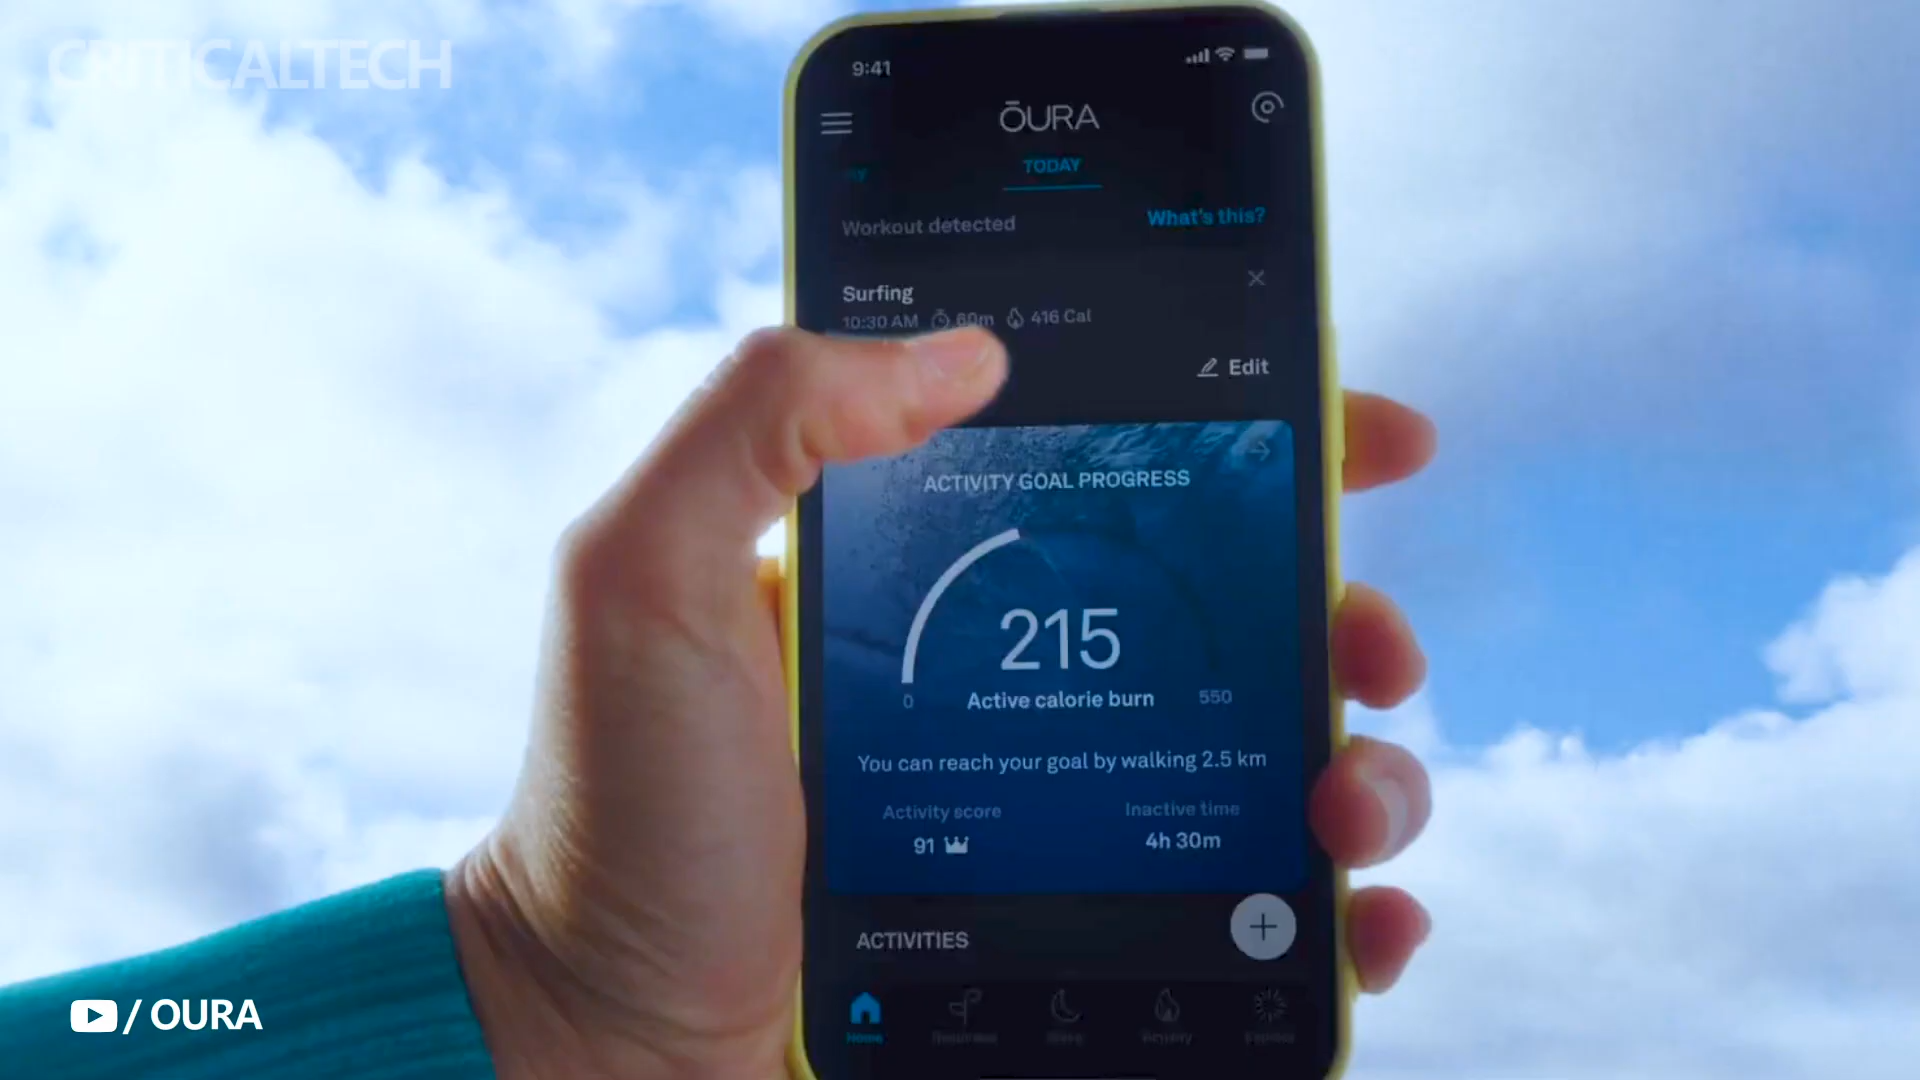 CRITICALTECH
9:41
ŌURA
TODAY
Workout detected
What's this?
Surfing
10:30 AM 60m 416 Cal
Edit
ACTIVITY GOAL PROGRESS
215
0 Active calorie burn 550
You can reach your goal by walking 2.5 km
Activity score Inactive time
91 4h 30m
ACTIVITIES
Home Activity
/ OURA